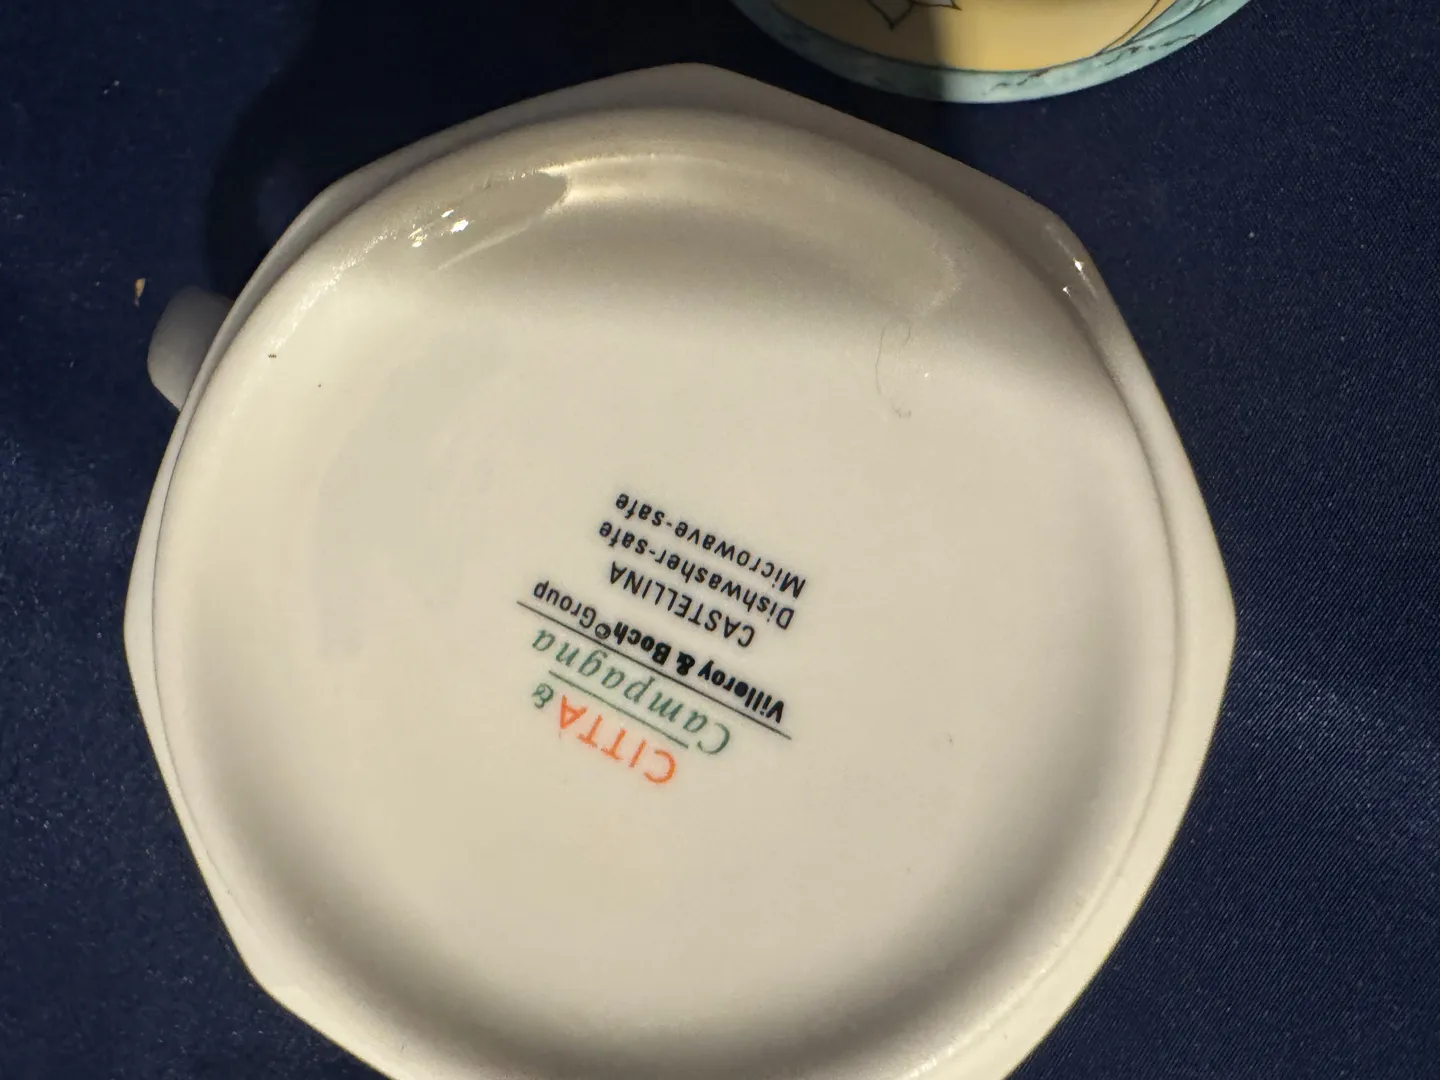 CITTÀ &
Campagna
Villeroy & Boch©Group
CASTELLINA
Dishwasher-safe
Microwave-safe